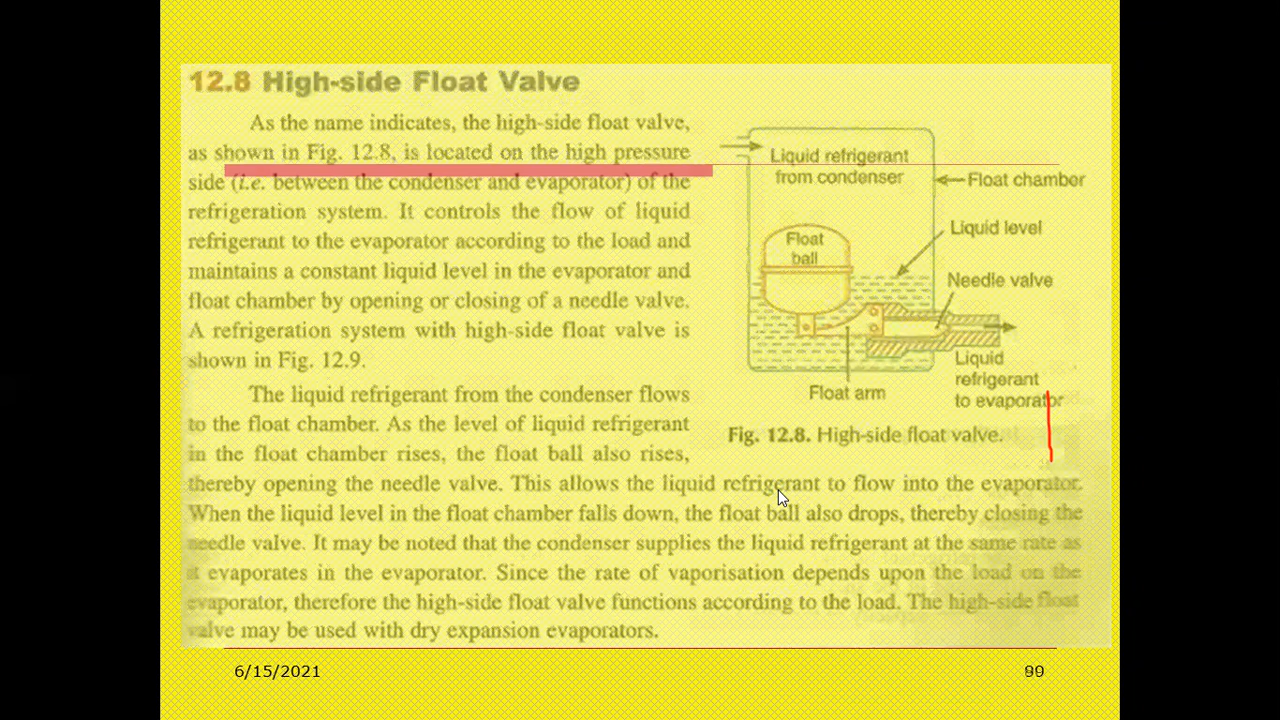 12.8 High-side Float Valve
As the name indicates, the high-side float valve,
as shown in Fig. 12.8, is located on the high pressure
side (i.e. between the condenser and evaporator) of the
refrigeration system. It controls the flow of liquid
refrigerant to the evaporator according to the load and
maintains a constant liquid level in the evaporator and
float chamber by opening or closing of a needle valve.
A refrigeration system with high-side float valve is
shown in Fig. 12.9.
The liquid refrigerant from the condenser flows
to the float chamber. As the level of liquid refrigerant
in the float chamber rises, the float ball also rises,
thereby opening the needle valve. This allows the liquid refrigerant to flow into the evaporator.
When the liquid level in the float chamber falls down, the float ball also drops, thereby closing the
needle valve. It may be noted that the condenser supplies the liquid refrigerant at the same rate as
it evaporates in the evaporator. Since the rate of vaporisation depends upon the load on the
evaporator, therefore the high-side float valve functions according to the load. The high-side float
valve may be used with dry expansion evaporators.
Liquid refrigerant
from condenser
Float chamber
Float
ball
Liquid level
Needle valve
Liquid
refrigerant
to evaporator
Float arm
Fig. 12.8. High-side float valve.
6/15/2021